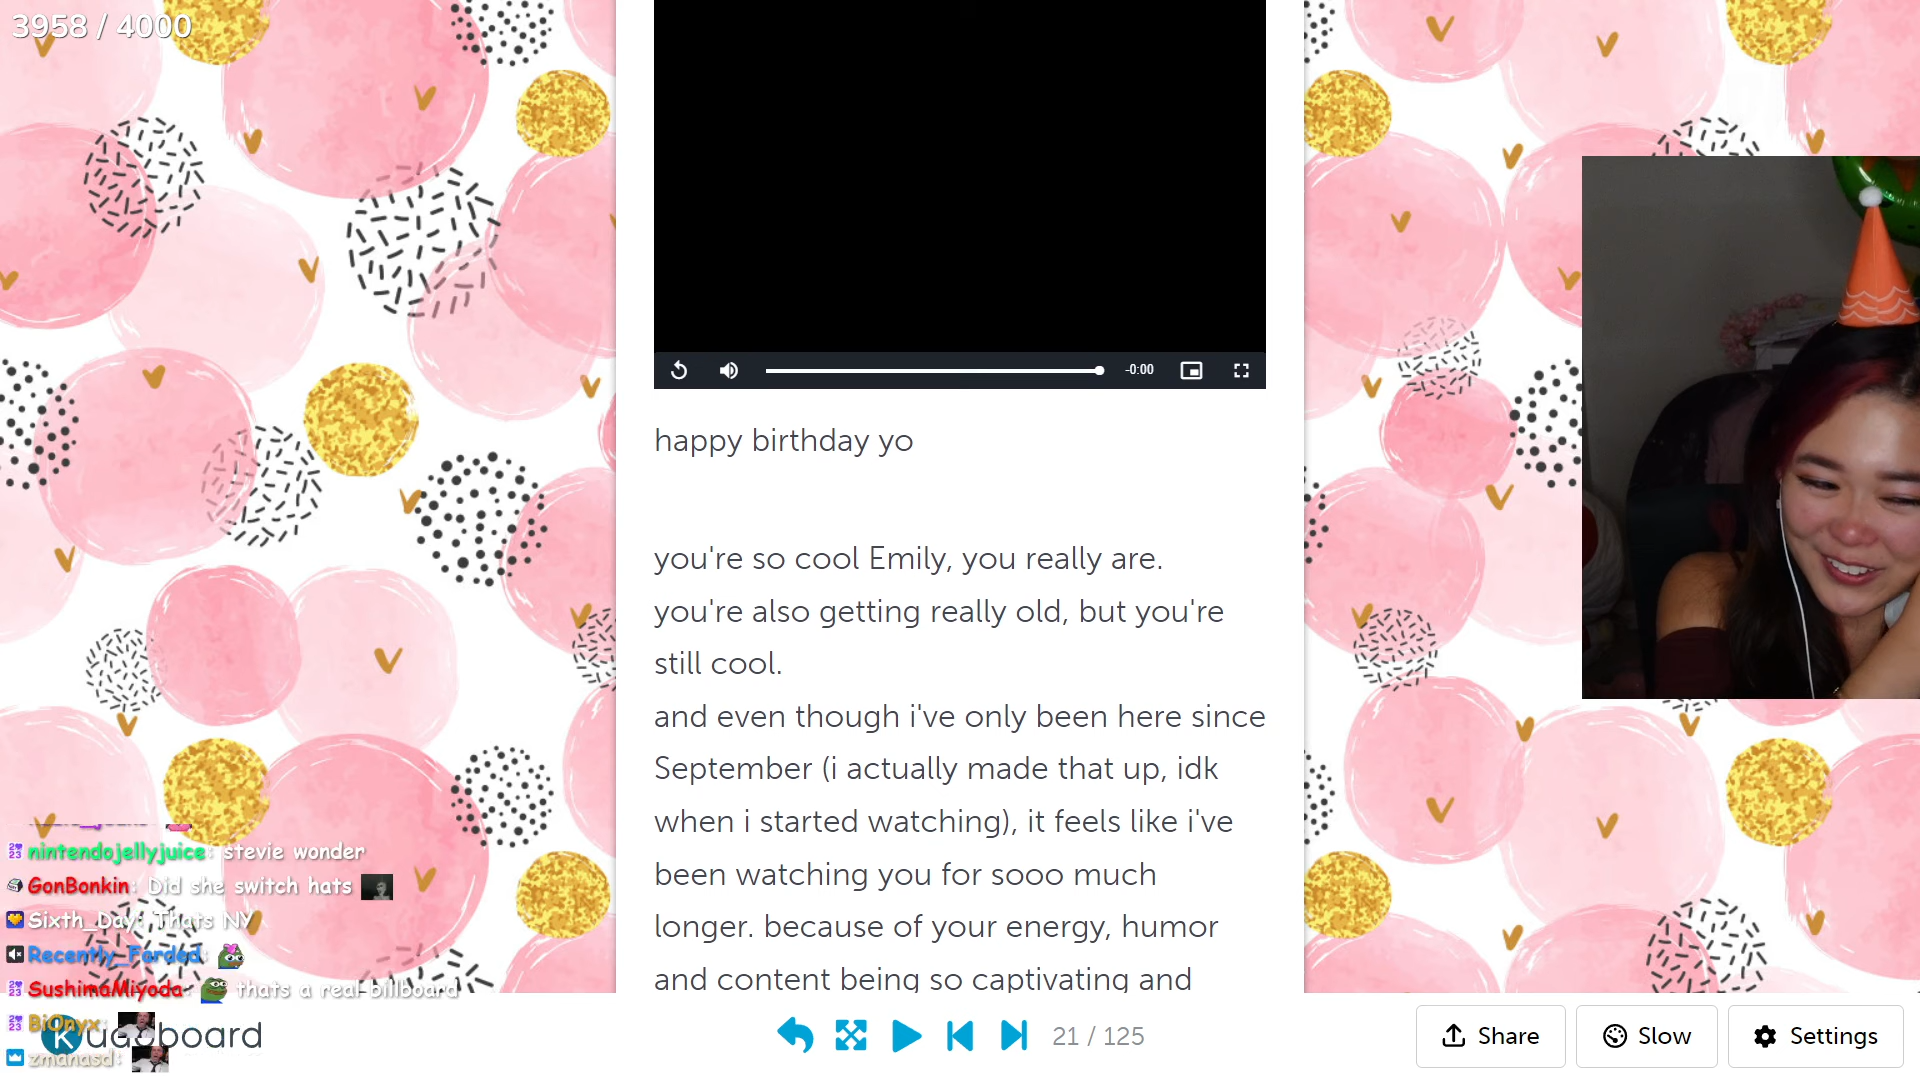 3958 / 4000
-0:00
happy birthday yo
you're so cool Emily, you really are.
you're also getting really old, but you're
still cool.
and even though i've only been here since
September (i actually made that up, idk
when i started watching), it feels like i've
been watching you for sooo much
longer. because of your energy, humor
and content being so captivating and
nintendojellyjuice: stevie wonder
GonBonkin: Did she switch hats
Sixth_Day: Thats NY
Recently_Farded:
SushimaMiyoda: thats a real billboard
BiOnyx:
zmanasd:
Kudoboard
21 / 125
Share
Slow
Settings